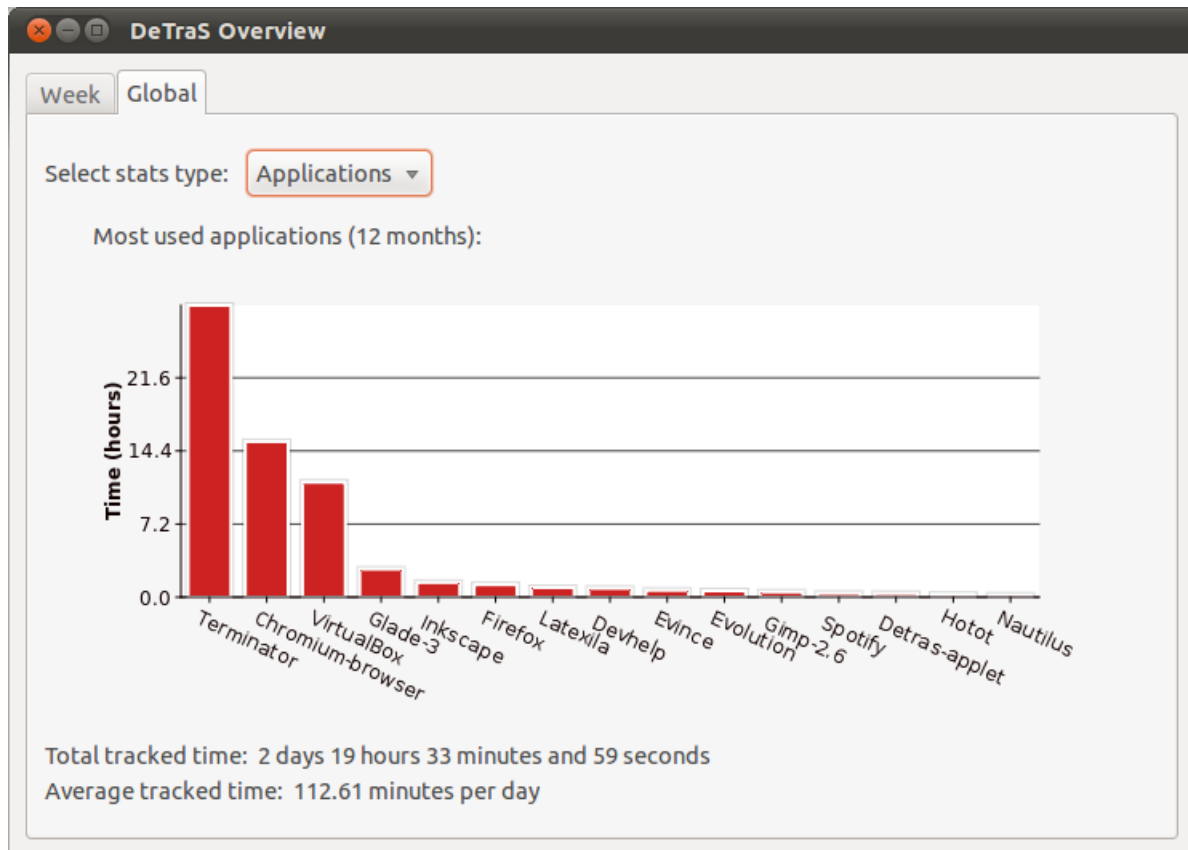 DeTraS Overview
Week Global
Select stats type: Applications
Most used applications (12 months):
Time (hours)
21.6
14.4
7.2
0.0
Terminator
Chromium-browser
VirtualBox
Glade-3
Inkscape
Firefox
Latexila
Devhelp
Evince
Evolution
Gimp-2.6
Spotify
Detras-applet
Hotot
Nautilus
Total tracked time: 2 days 19 hours 33 minutes and 59 seconds
Average tracked time: 112.61 minutes per day